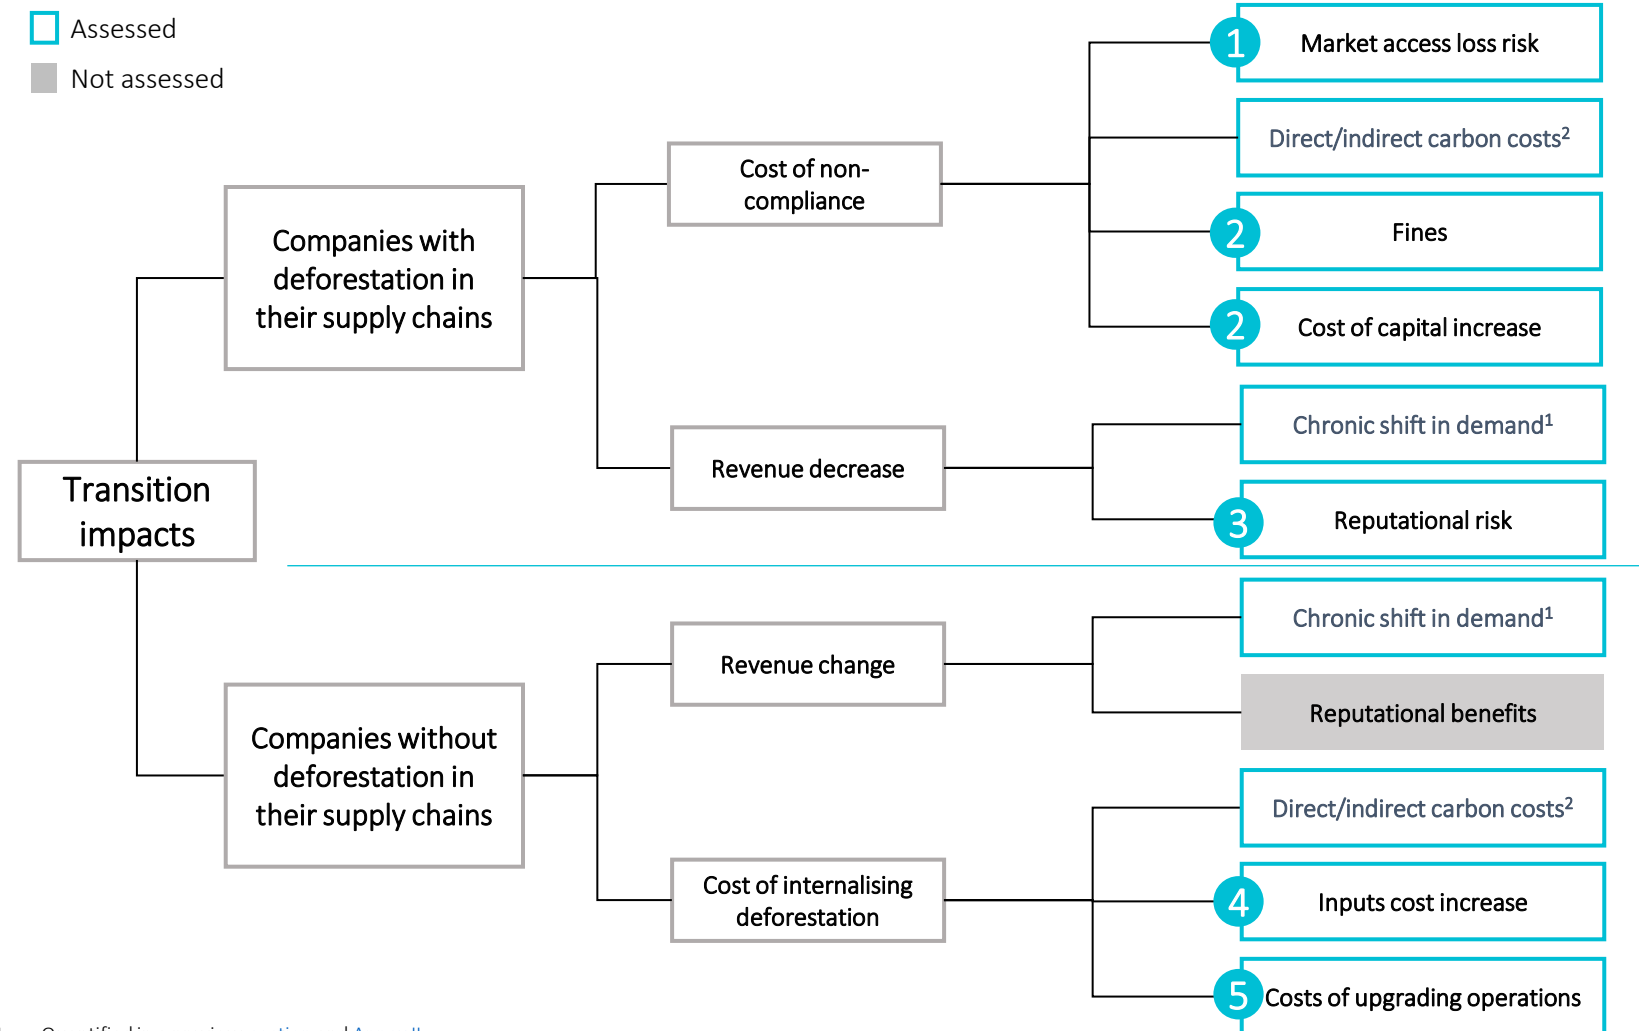 Assessed
Not assessed
Transition
impacts
Companies with
deforestation in
their supply chains
Cost of non-
compliance
1
Market access loss risk
Direct/indirect carbon costs²
2
Fines
2
Cost of capital increase
Revenue decrease
Chronic shift in demand¹
3
Reputational risk
Companies without
deforestation in
their supply chains
Revenue change
Chronic shift in demand¹
Reputational benefits
Cost of internalising
deforestation
Direct/indirect carbon costs²
4
Inputs cost increase
5
Costs of upgrading operations